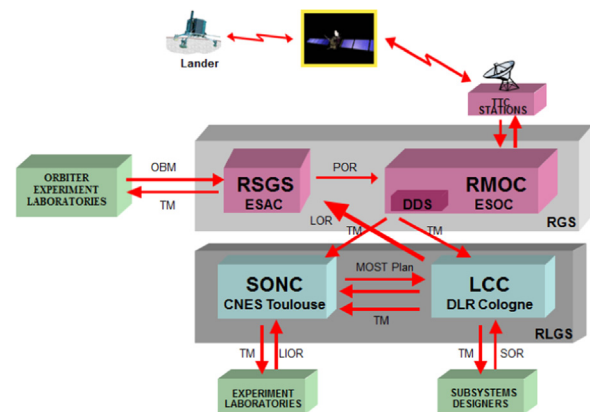 Lander
TTC
STATIONS
ORBITER
EXPERIMENT
LABORATORIES
OBM
TM
RSGS
ESAC
POR
RMOC
ESOC
DDS
RGS
LOR
TM
TM
SONC
CNES Toulouse
MOST Plan
TM
LCC
DLR Cologne
RLGS
TM
LIOR
TM
SOR
EXPERIMENT
LABORATORIES
SUBSYSTEMS
DESIGNERS